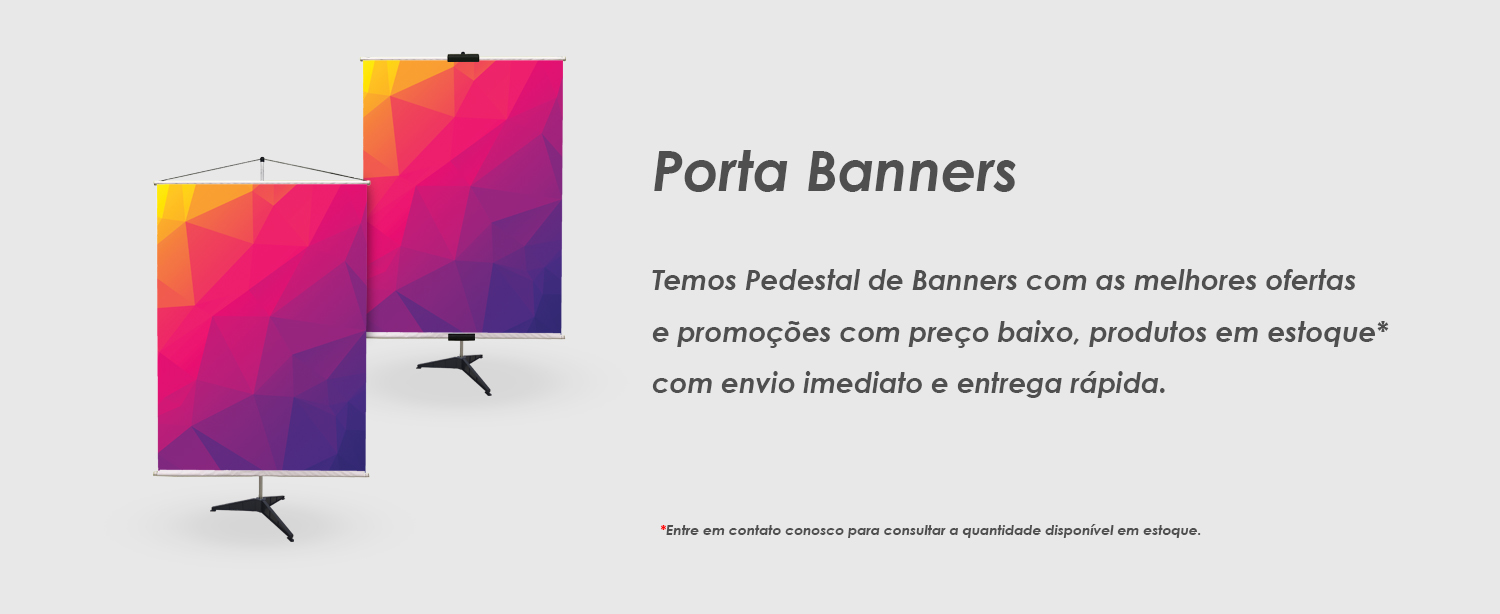 Porta Banners
Temos Pedestal de Banners com as melhores ofertas
e promoções com preço baixo, produtos em estoque*
com envio imediato e entrega rápida.
*Entre em contato conosco para consultar a quantidade disponível em estoque.